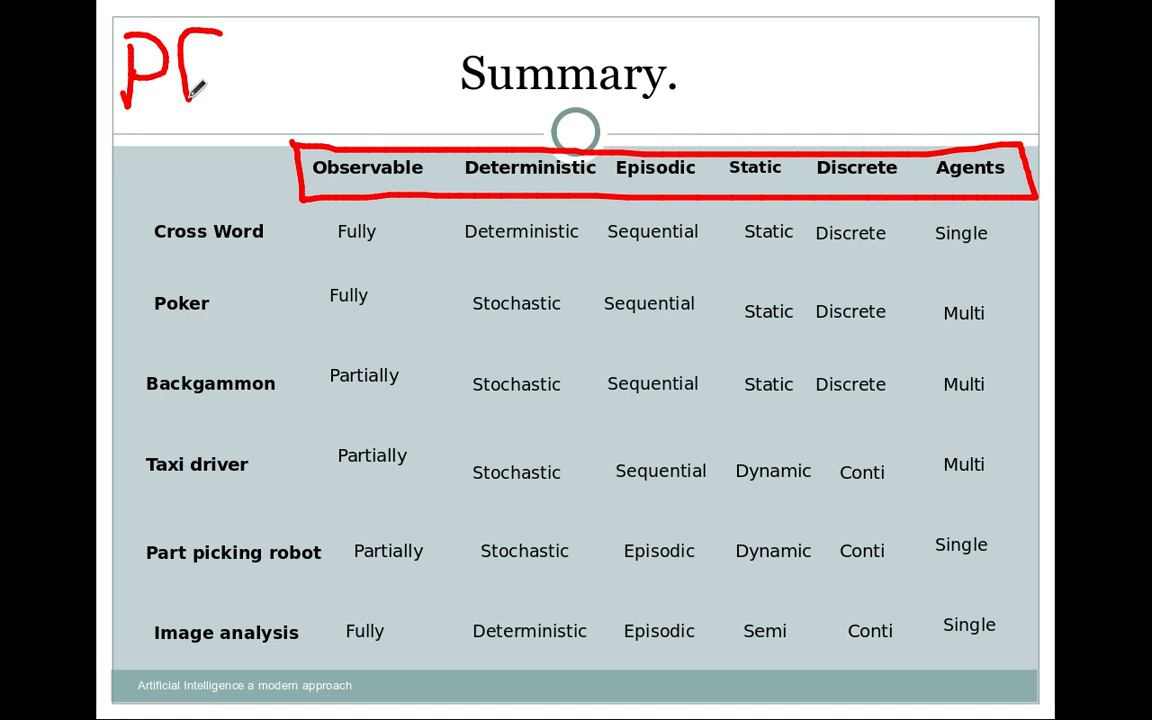 Summary.
Observable Deterministic Episodic Static Discrete Agents
Cross Word Fully Deterministic Sequential Static Discrete Single
Poker Fully Stochastic Sequential Static Discrete Multi
Backgammon Partially Stochastic Sequential Static Discrete Multi
Taxi driver Partially Stochastic Sequential Dynamic Conti Multi
Part picking robot Partially Stochastic Episodic Dynamic Conti Single
Image analysis Fully Deterministic Episodic Semi Conti Single
Artificial Intelligence a modern approach